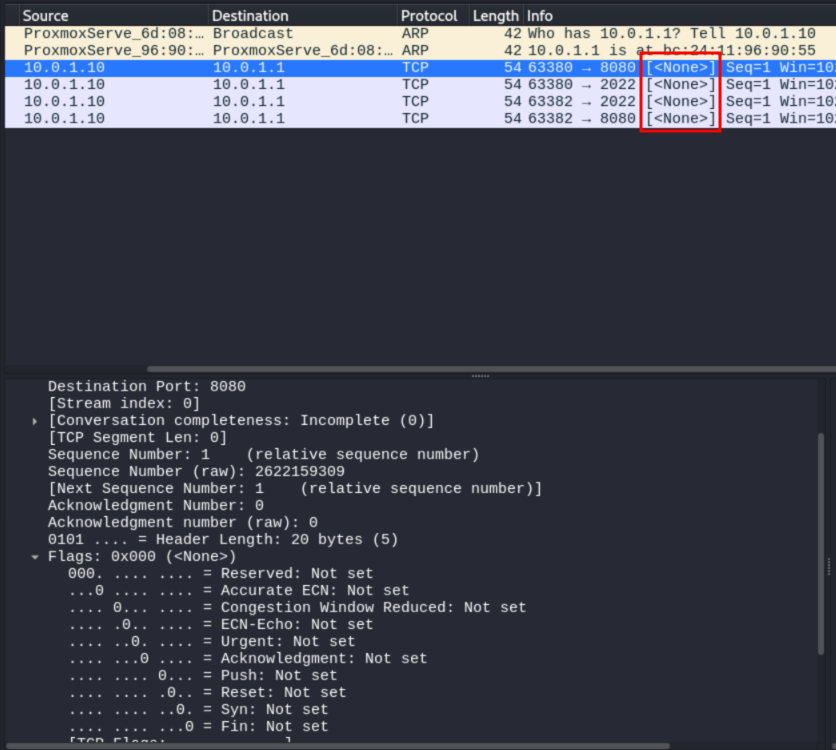 Source Destination Protocol Length Info
ProxmoxServe_6d:08:… Broadcast ARP 42 Who has 10.0.1.1? Tell 10.0.1.10
ProxmoxServe_96:90:… ProxmoxServe_6d:08:… ARP 42 10.0.1.1 is at bc:24:11:96:90:55
10.0.1.10 10.0.1.1 TCP 54 63380 → 8080 [<None>] Seq=1 Win=102
10.0.1.10 10.0.1.1 TCP 54 63380 → 2022 [<None>] Seq=1 Win=102
10.0.1.10 10.0.1.1 TCP 54 63382 → 2022 [<None>] Seq=1 Win=102
10.0.1.10 10.0.1.1 TCP 54 63382 → 8080 [<None>] Seq=1 Win=102
Destination Port: 8080
[Stream index: 0]
[Conversation completeness: Incomplete (0)]
[TCP Segment Len: 0]
Sequence Number: 1    (relative sequence number)
Sequence Number (raw): 2622159309
[Next Sequence Number: 1    (relative sequence number)]
Acknowledgment Number: 0
Acknowledgment number (raw): 0
0101 .... = Header Length: 20 bytes (5)
Flags: 0x000 (<None>)
000. .... .... = Reserved: Not set
...0 .... .... = Accurate ECN: Not set
.... 0... .... = Congestion Window Reduced: Not set
.... .0.. .... = ECN-Echo: Not set
.... ..0. .... = Urgent: Not set
.... ...0 .... = Acknowledgment: Not set
.... .... 0... = Push: Not set
.... .... .0.. = Reset: Not set
.... .... ..0. = Syn: Not set
.... .... ...0 = Fin: Not set
[TCP Flags: